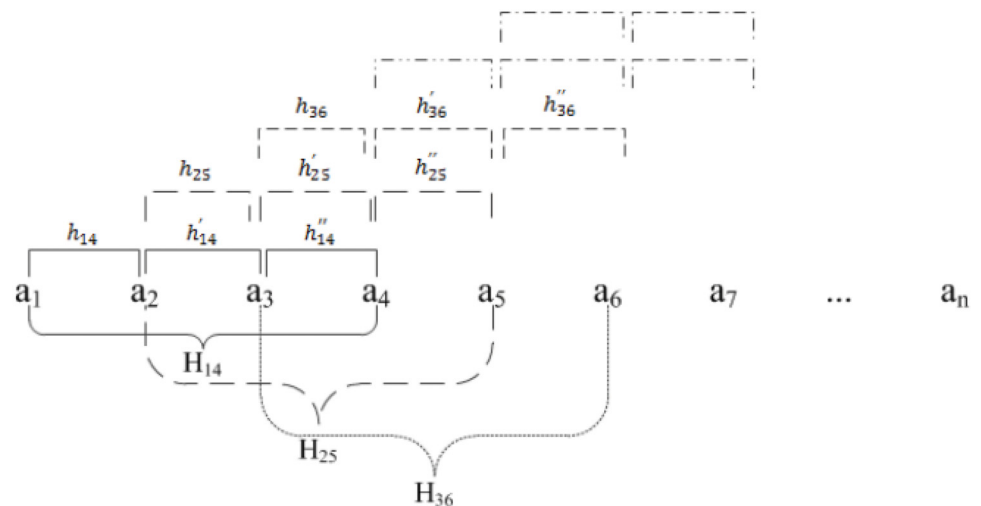 h₃₆ h′₃₆ h″₃₆
h₂₅ h′₂₅ h″₂₅
h₁₄ h′₁₄ h″₁₄
a₁ a₂ a₃ a₄ a₅ a₆ a₇ ... aₙ
H₁₄
H₂₅
H₃₆